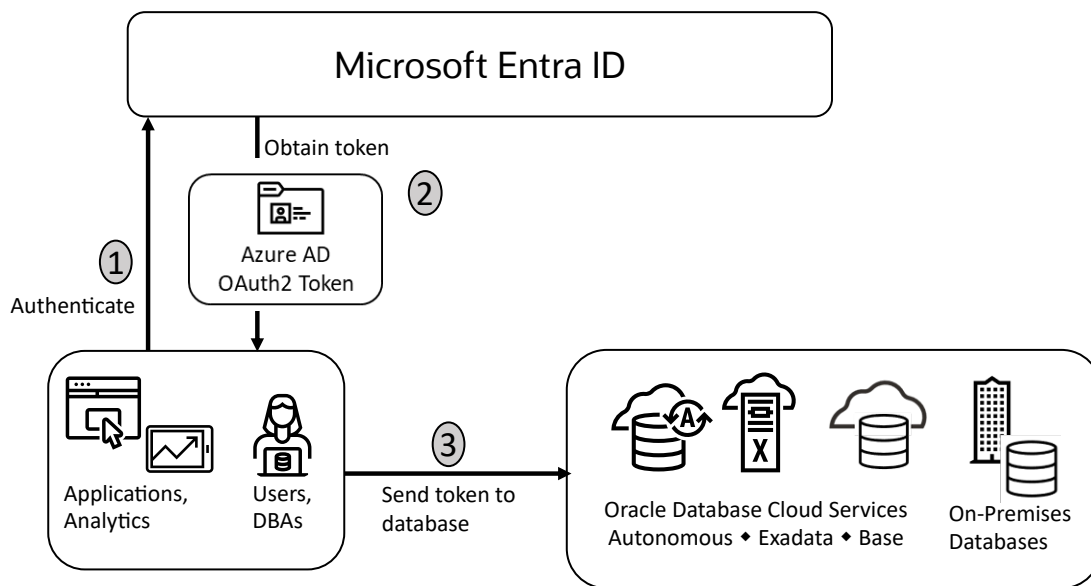 Microsoft Entra ID
Obtain token
2
Azure AD
OAuth2 Token
1
Authenticate
Applications,
Analytics
Users,
DBAs
3
Send token to
database
A
X
Oracle Database Cloud Services
Autonomous ◆ Exadata ◆ Base
On-Premises
Databases